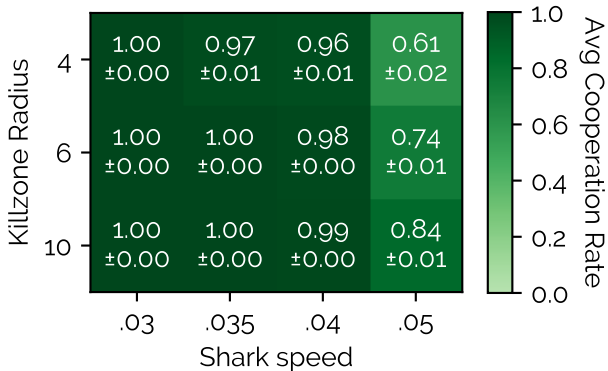 4
1.00 0.97 0.96 0.61
±0.00 ±0.01 ±0.01 ±0.02
6
1.00 1.00 0.98 0.74
±0.00 ±0.00 ±0.00 ±0.01
10
1.00 1.00 0.99 0.84
±0.00 ±0.00 ±0.00 ±0.01
.03 .035 .04 .05
Shark speed
Killzone Radius
1.0
0.8
0.6
0.4
0.2
0.0
Avg Cooperation Rate